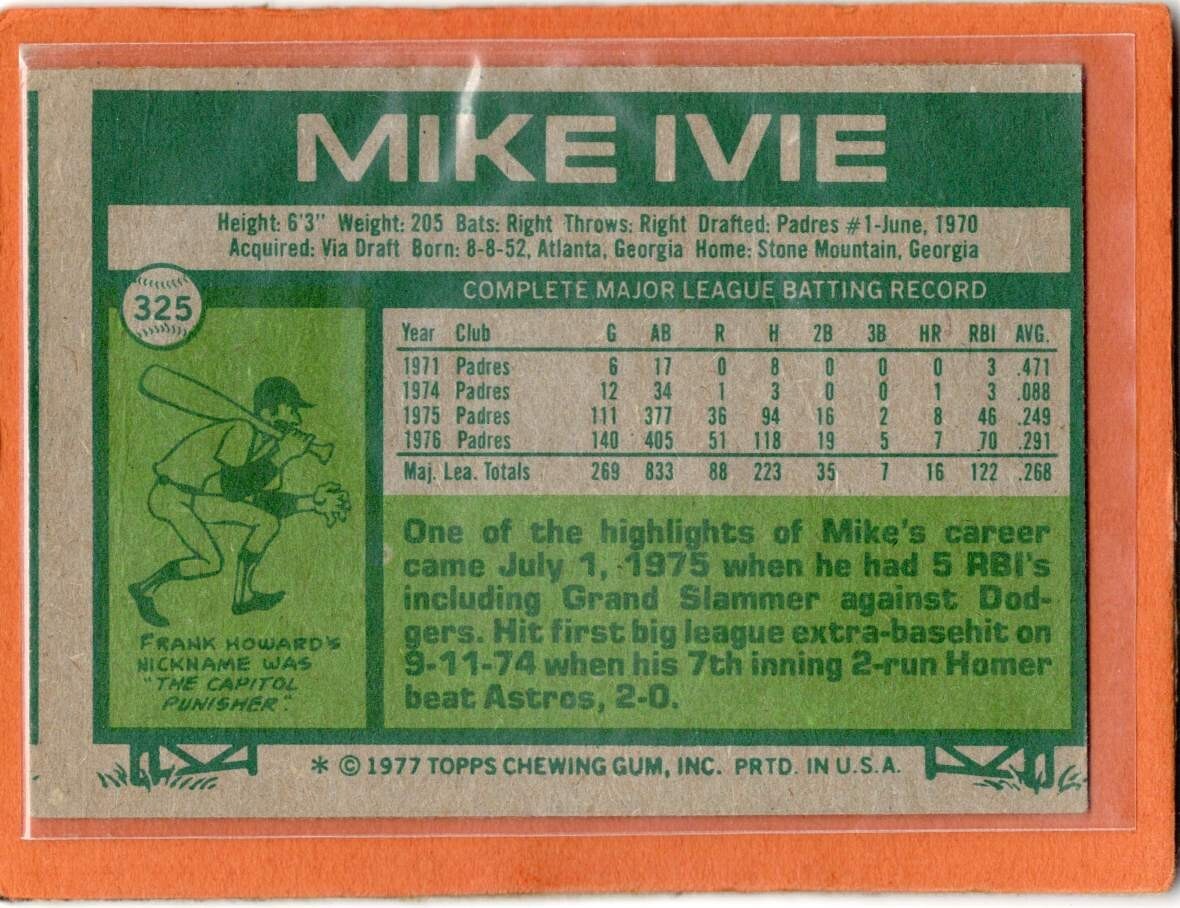 MIKE IVIE
Height: 6'3" Weight: 205 Bats: Right Throws: Right Drafted: Padres #1-June, 1970
Acquired: Via Draft Born: 8-8-52, Atlanta, Georgia Home: Stone Mountain, Georgia
325
COMPLETE MAJOR LEAGUE BATTING RECORD
Year Club G AB R H 2B 3B HR RBI AVG.
1971 Padres 6 17 0 8 0 0 0 3 .471
1974 Padres 12 34 1 3 0 0 1 3 .088
1975 Padres 111 377 36 94 16 2 8 46 .249
1976 Padres 140 405 51 118 19 5 7 70 .291
Maj. Lea. Totals 269 833 88 223 35 7 16 122 .268
FRANK HOWARD'S
NICKNAME WAS
"THE CAPITOL
PUNISHER."
One of the highlights of Mike's career
came July 1, 1975 when he had 5 RBI's
including Grand Slammer against Dod-
gers. Hit first big league extra-basehit on
9-11-74 when his 7th inning 2-run Homer
beat Astros, 2-0.
* © 1977 TOPPS CHEWING GUM, INC. PRTD. IN U.S.A.